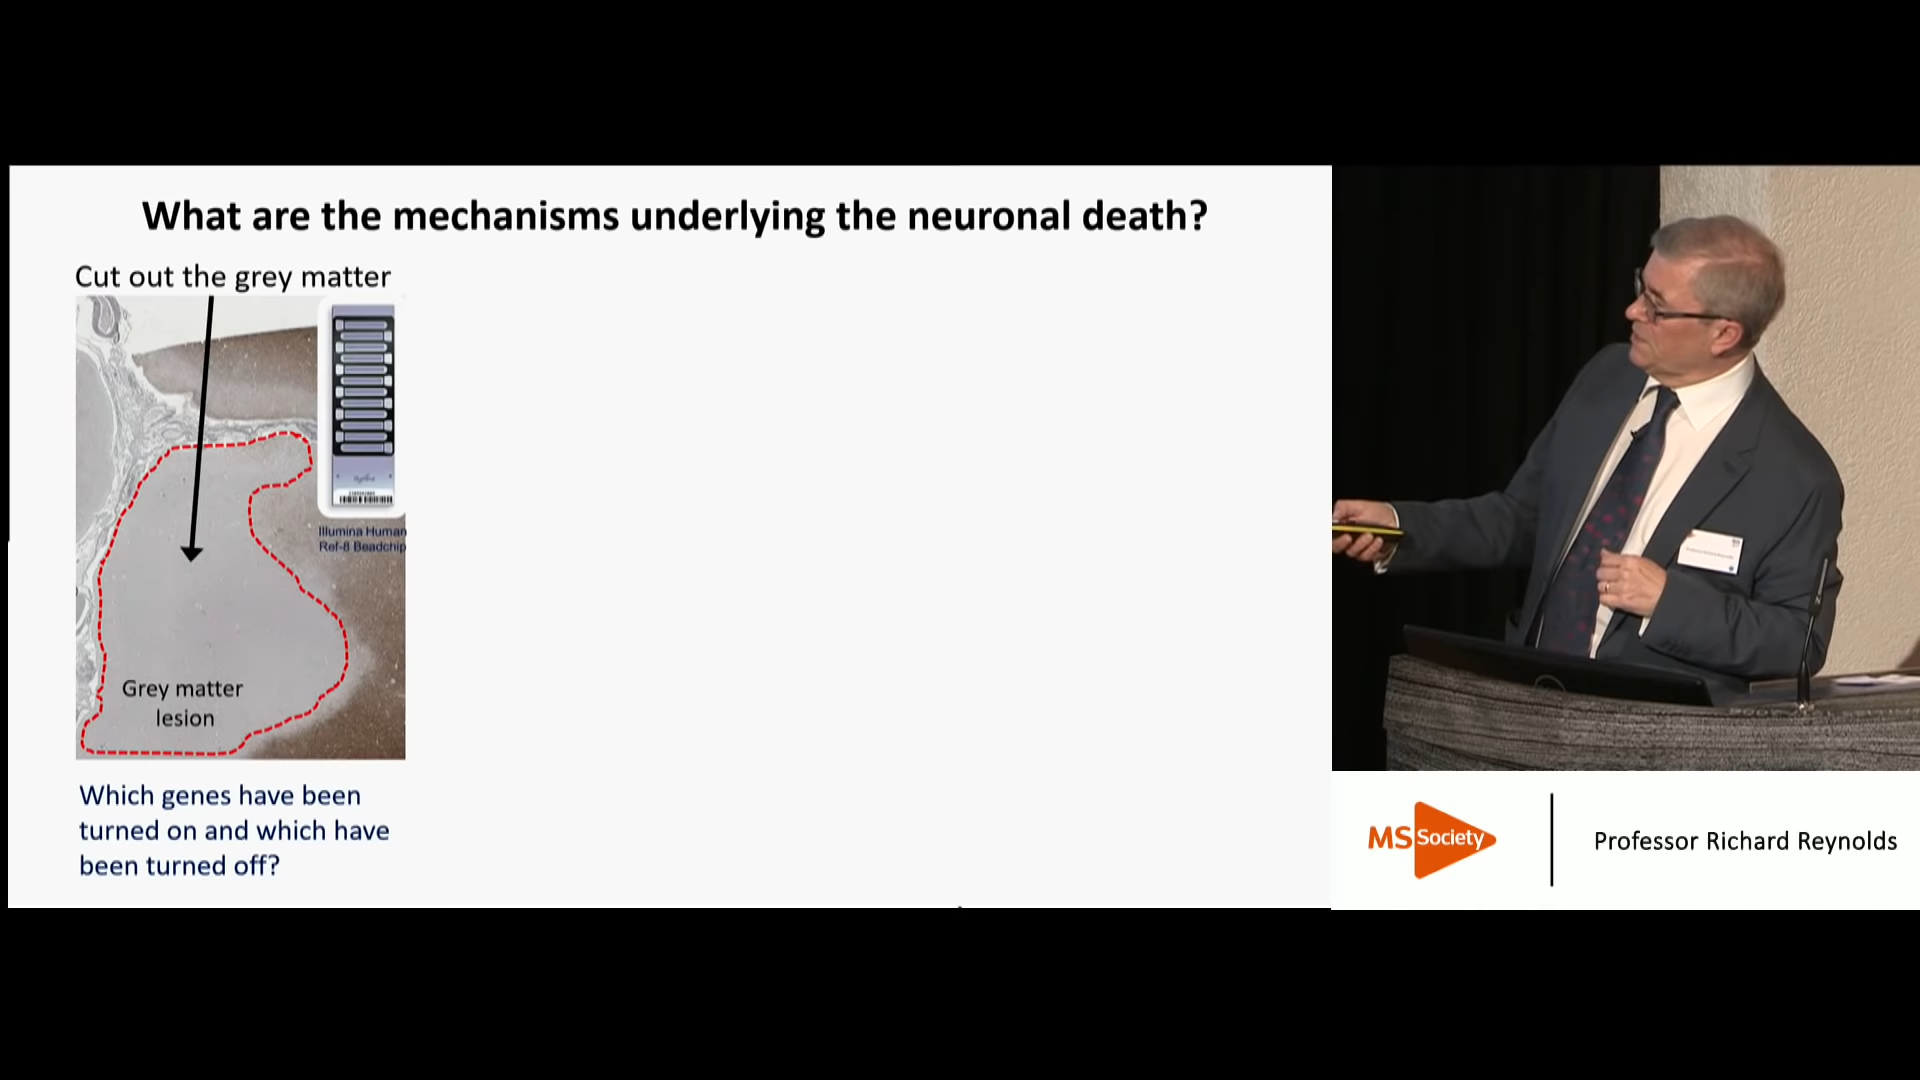 What are the mechanisms underlying the neuronal death?
Cut out the grey matter
Illumina Human
Ref-8 Beadchip
Grey matter
lesion
Which genes have been
turned on and which have
been turned off?
MS Society
Professor Richard Reynolds